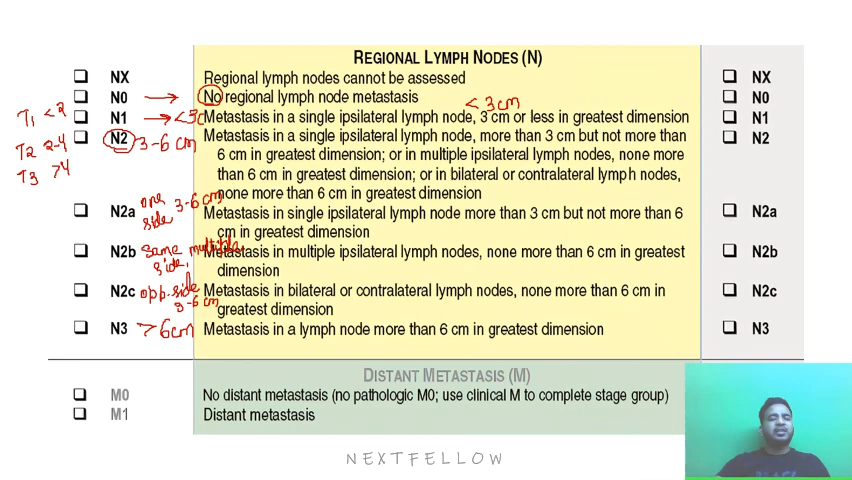 REGIONAL LYMPH NODES (N)
NX Regional lymph nodes cannot be assessed NX
N0 → No regional lymph node metastasis N0
< 3 cm
T1 < 2
N1 → < 3 c Metastasis in a single ipsilateral lymph node, 3 cm or less in greatest dimension N1
N2 3-6 cm Metastasis in a single ipsilateral lymph node, more than 3 cm but not more than N2
T2 2-4
6 cm in greatest dimension; or in multiple ipsilateral lymph nodes, none more
T3 >4
than 6 cm in greatest dimension; or in bilateral or contralateral lymph nodes,
none more than 6 cm in greatest dimension
N2a one side 3-6 cm Metastasis in single ipsilateral lymph node more than 3 cm but not more than 6 N2a
cm in greatest dimension
N2b same multiple side, Metastasis in multiple ipsilateral lymph nodes, none more than 6 cm in greatest N2b
dimension
N2c opp. side 3-6 cm Metastasis in bilateral or contralateral lymph nodes, none more than 6 cm in N2c
greatest dimension
N3 > 6cm Metastasis in a lymph node more than 6 cm in greatest dimension N3
DISTANT METASTASIS (M)
M0 No distant metastasis (no pathologic M0; use clinical M to complete stage group)
M1 Distant metastasis
NEXTFELLOW